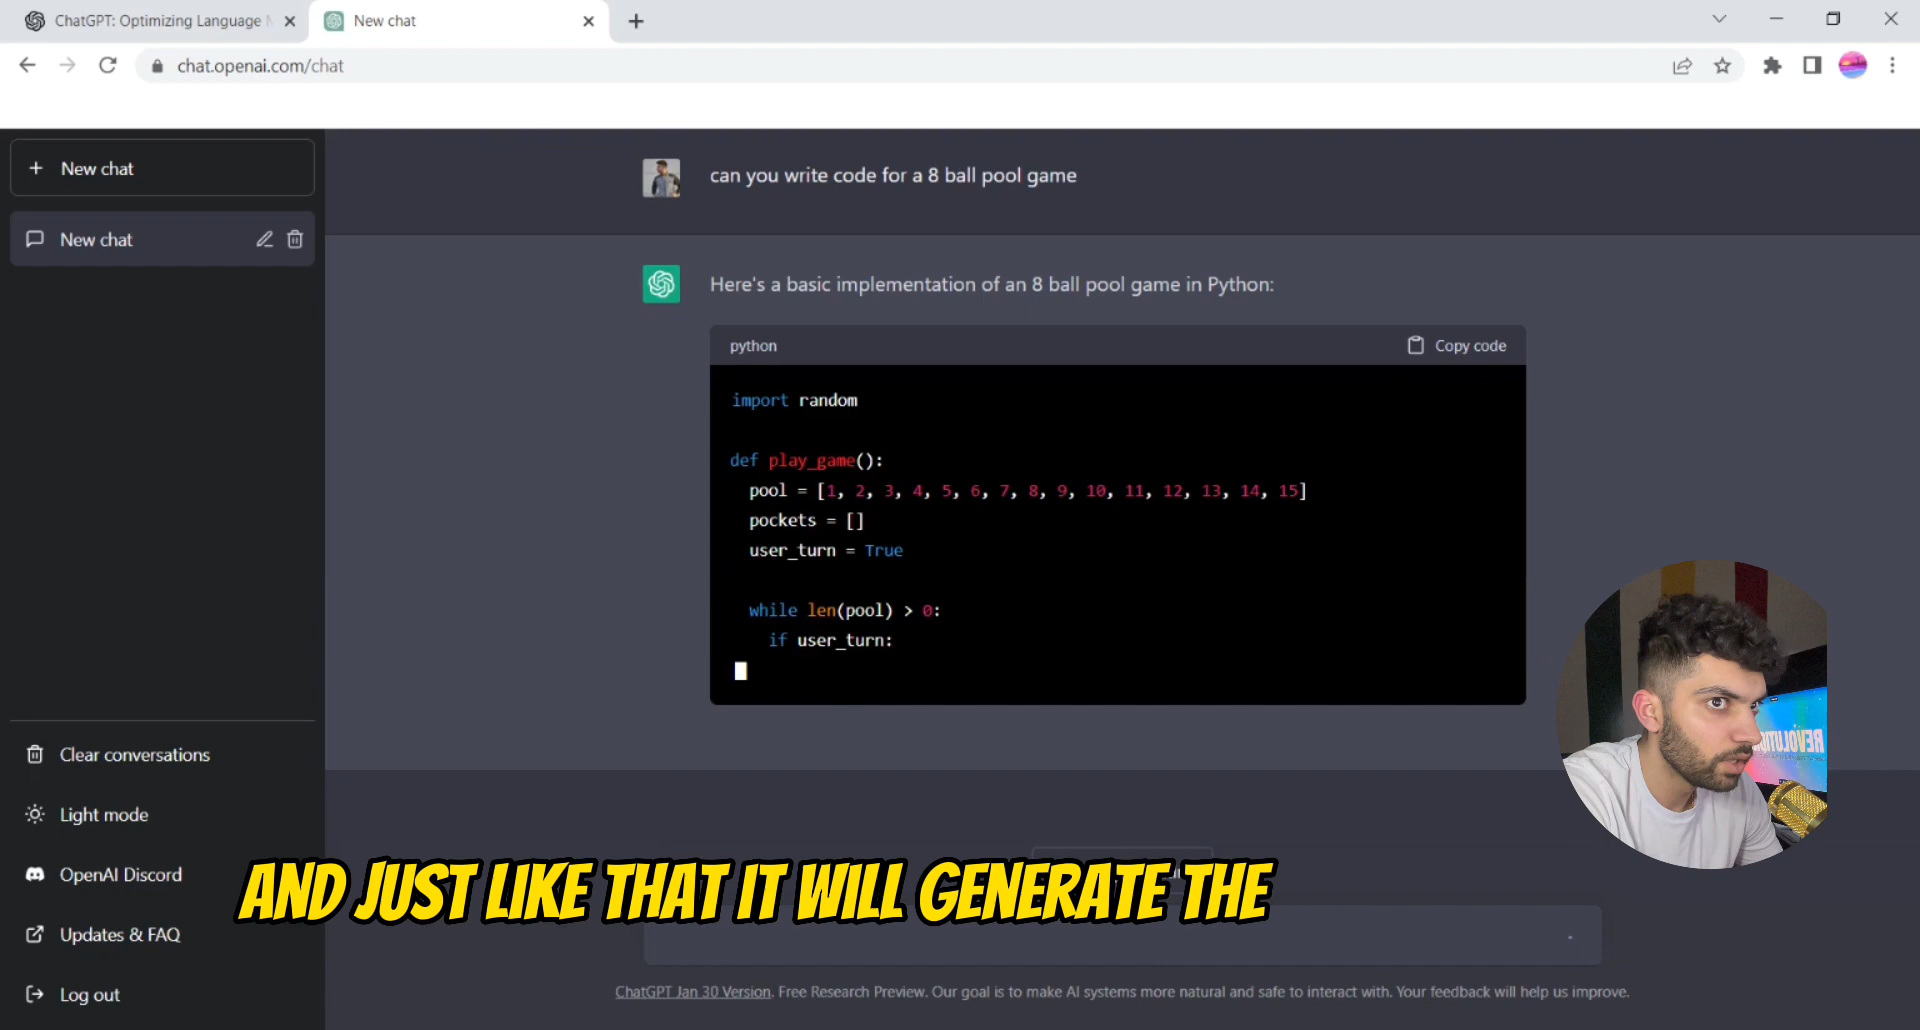 ChatGPT: Optimizing Language
New chat
chat.openai.com/chat
New chat
New chat
Clear conversations
Light mode
OpenAI Discord
Updates & FAQ
Log out
can you write code for a 8 ball pool game
Here's a basic implementation of an 8 ball pool game in Python:
python
Copy code
import random
def play_game():
pool = [1, 2, 3, 4, 5, 6, 7, 8, 9, 10, 11, 12, 13, 14, 15]
pockets = []
user_turn = True
while len(pool) > 0:
if user_turn:
REVOLUTION
AND JUST LIKE THAT IT WILL GENERATE THE
ChatGPT Jan 30 Version. Free Research Preview. Our goal is to make AI systems more natural and safe to interact with. Your feedback will help us improve.